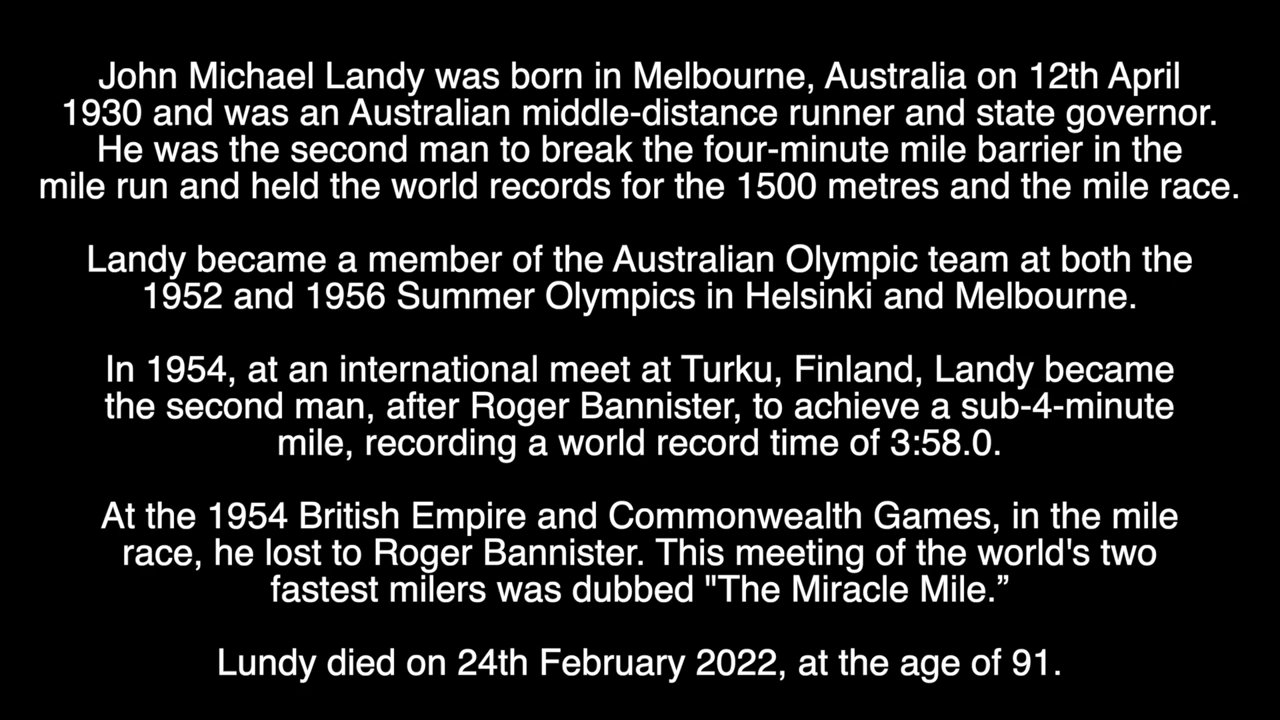 John Michael Landy was born in Melbourne, Australia on 12th April
1930 and was an Australian middle-distance runner and state governor.
He was the second man to break the four-minute mile barrier in the
mile run and held the world records for the 1500 metres and the mile race.
Landy became a member of the Australian Olympic team at both the
1952 and 1956 Summer Olympics in Helsinki and Melbourne.
In 1954, at an international meet at Turku, Finland, Landy became
the second man, after Roger Bannister, to achieve a sub-4-minute
mile, recording a world record time of 3:58.0.
At the 1954 British Empire and Commonwealth Games, in the mile
race, he lost to Roger Bannister. This meeting of the world's two
fastest milers was dubbed "The Miracle Mile.”
Lundy died on 24th February 2022, at the age of 91.